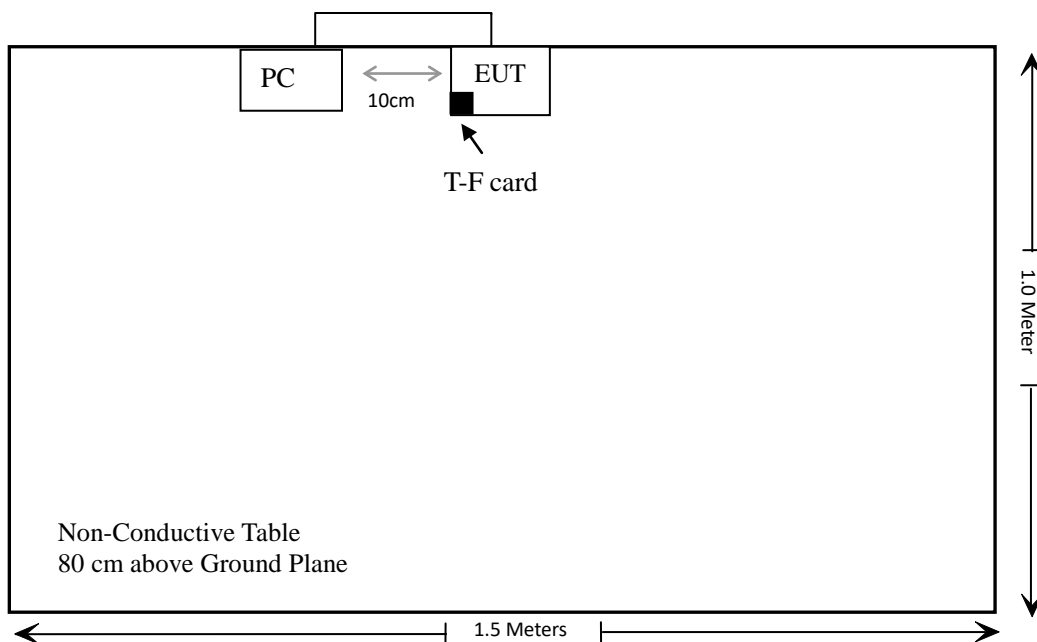 PC
EUT
10cm
T-F card
1.0 Meter
Non-Conductive Table
80 cm above Ground Plane
1.5 Meters